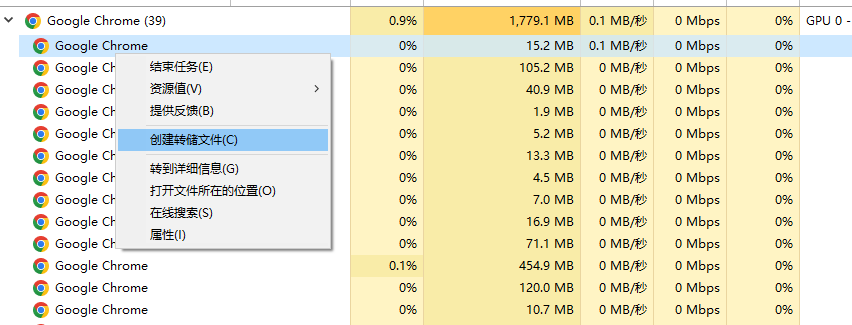 Google Chrome (39) 0.9% 1,779.1 MB 0.1 MB/秒 0 Mbps 0% GPU 0 -
Google Chrome 0% 15.2 MB 0.1 MB/秒 0 Mbps 0%
Google Ch 0% 105.2 MB 0 MB/秒 0 Mbps 0%
Google Ch 0% 40.9 MB 0 MB/秒 0 Mbps 0%
Google Ch 0% 1.9 MB 0 MB/秒 0 Mbps 0%
Google Ch 0% 5.2 MB 0 MB/秒 0 Mbps 0%
Google Ch 0% 13.3 MB 0 MB/秒 0 Mbps 0%
Google Ch 0% 4.5 MB 0 MB/秒 0 Mbps 0%
Google Ch 0% 7.0 MB 0 MB/秒 0 Mbps 0%
Google Ch 0% 16.9 MB 0 MB/秒 0 Mbps 0%
Google Ch 0% 71.1 MB 0 MB/秒 0 Mbps 0%
Google Chrome 0.1% 454.9 MB 0 MB/秒 0 Mbps 0%
Google Chrome 0% 120.0 MB 0 MB/秒 0 Mbps 0%
Google Chrome 0% 10.7 MB 0 MB/秒 0 Mbps 0%
结束任务(E)
资源值(V)
提供反馈(B)
创建转储文件(C)
转到详细信息(G)
打开文件所在的位置(O)
在线搜索(S)
属性(I)